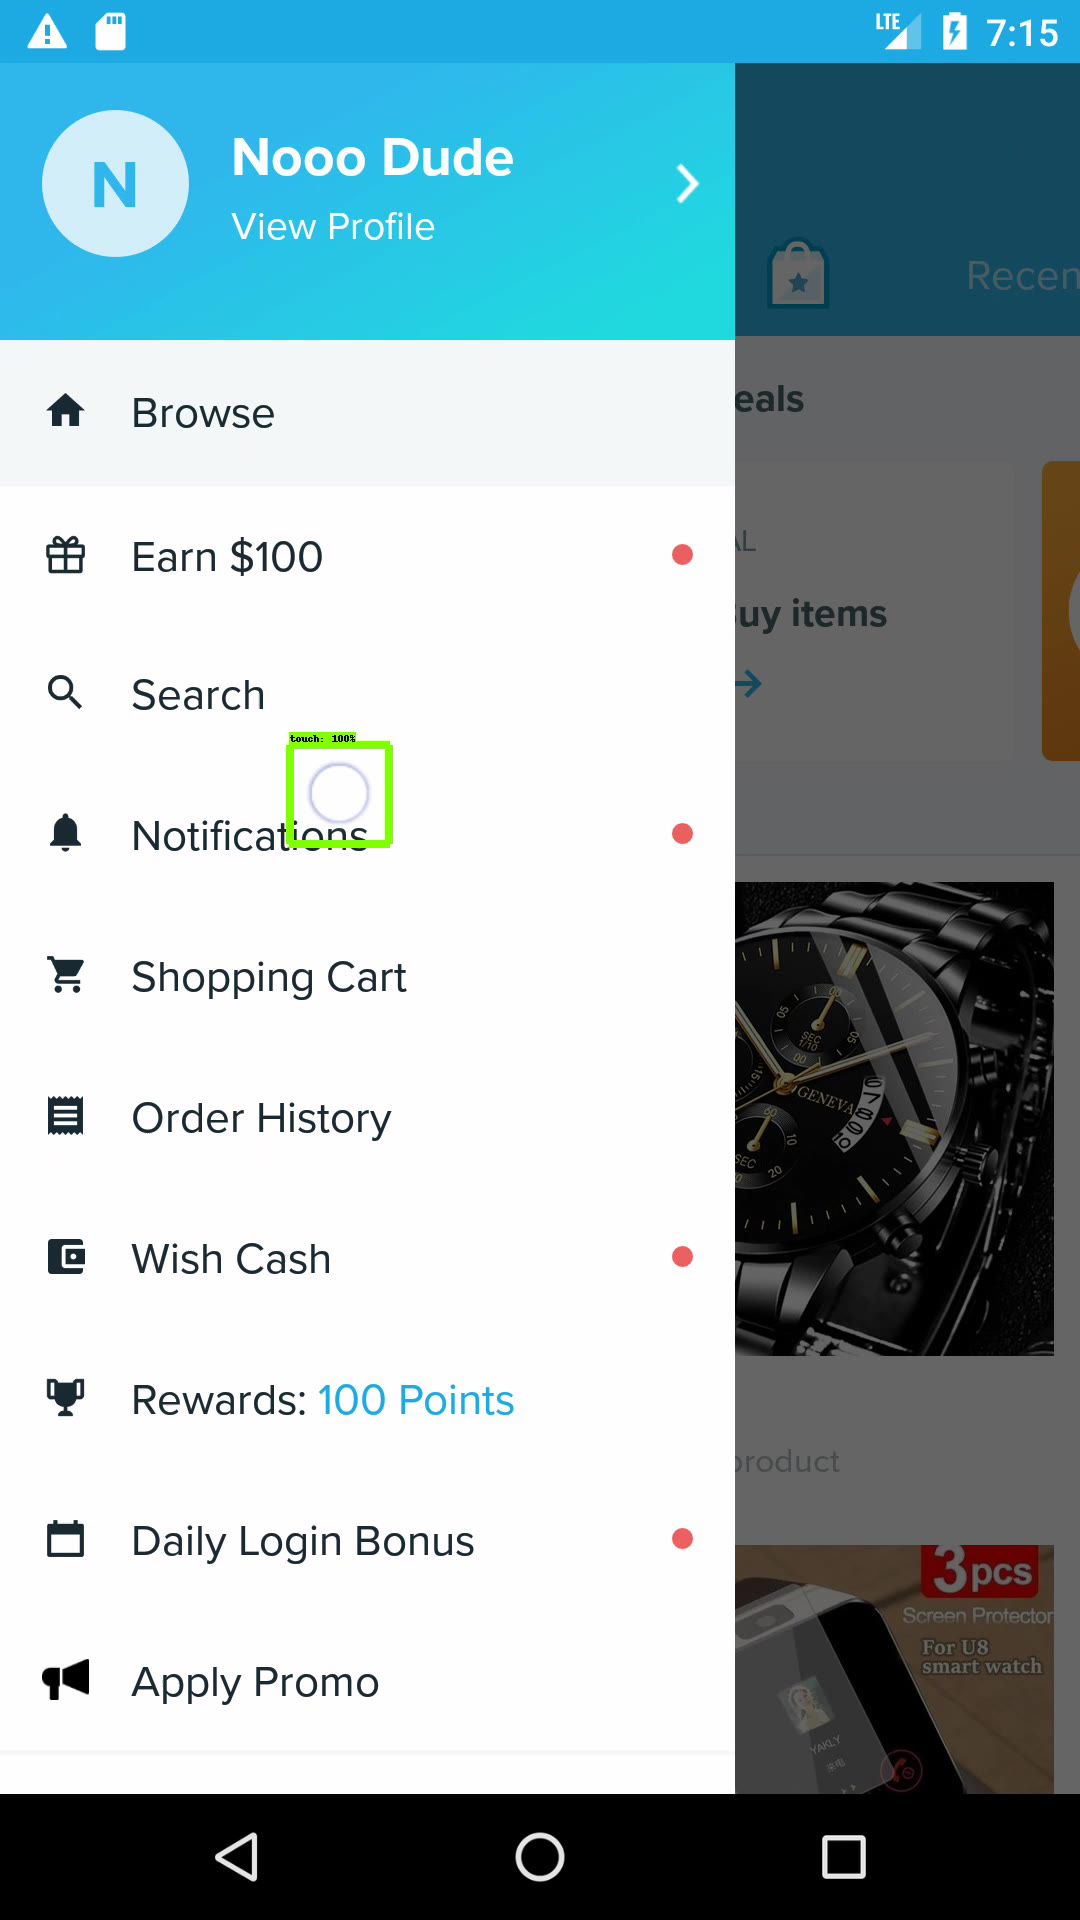 LTE 7:15
N
Nooo Dude
View Profile
Recen
Browse
eals
Earn $100
AL
Buy items
Search
touch: 100%
Notifications
Shopping Cart
GENEVA
Order History
Wish Cash
Rewards: 100 Points
product
Daily Login Bonus
3pcs
Screen Protector
For U8
smart watch
Apply Promo
YAKLY